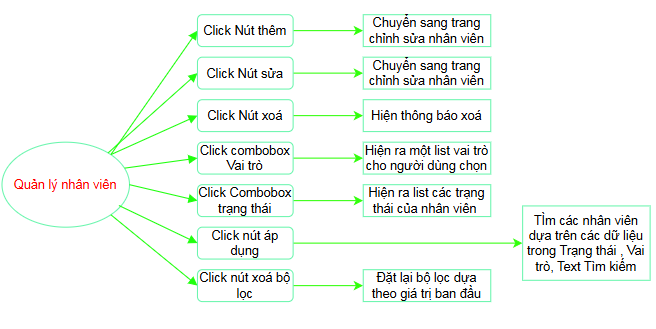 Quản lý nhân viên
Click Nút thêm
Chuyển sang trang
chỉnh sửa nhân viên
Click Nút sửa
Chuyển sang trang
chỉnh sửa nhân viên
Click Nút xoá
Hiện thông báo xoá
Click combobox
Vai trò
Hiện ra một list vai trò
cho người dùng chọn
Click Combobox
trạng thái
Hiện ra list các trạng
thái của nhân viên
Click nút áp
dụng
TÌm các nhân viên
dựa trên các dữ liệu
trong Trạng thái , Vai
trò, Text Tìm kiếm
Click nút xoá bộ
lọc
Đặt lại bộ lọc dựa
theo giá trị ban đầu